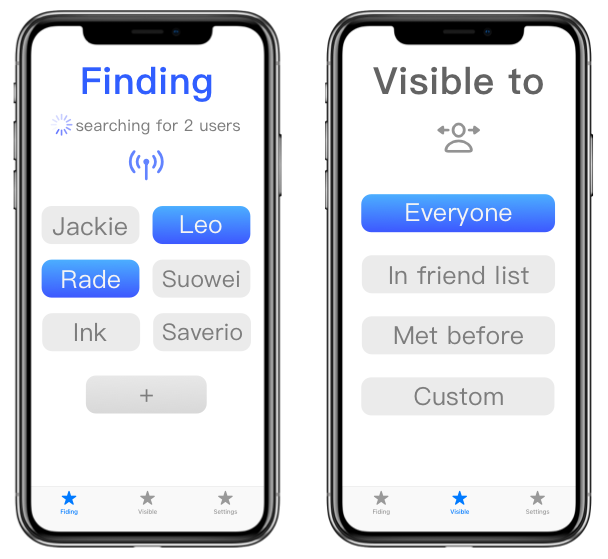 Finding
searching for 2 users
Jackie
Leo
Rade
Suowei
Ink
Saverio
+
Fiding
Visible
Settings
Visible to
Everyone
In friend list
Met before
Custom
Fiding
Visible
Settings